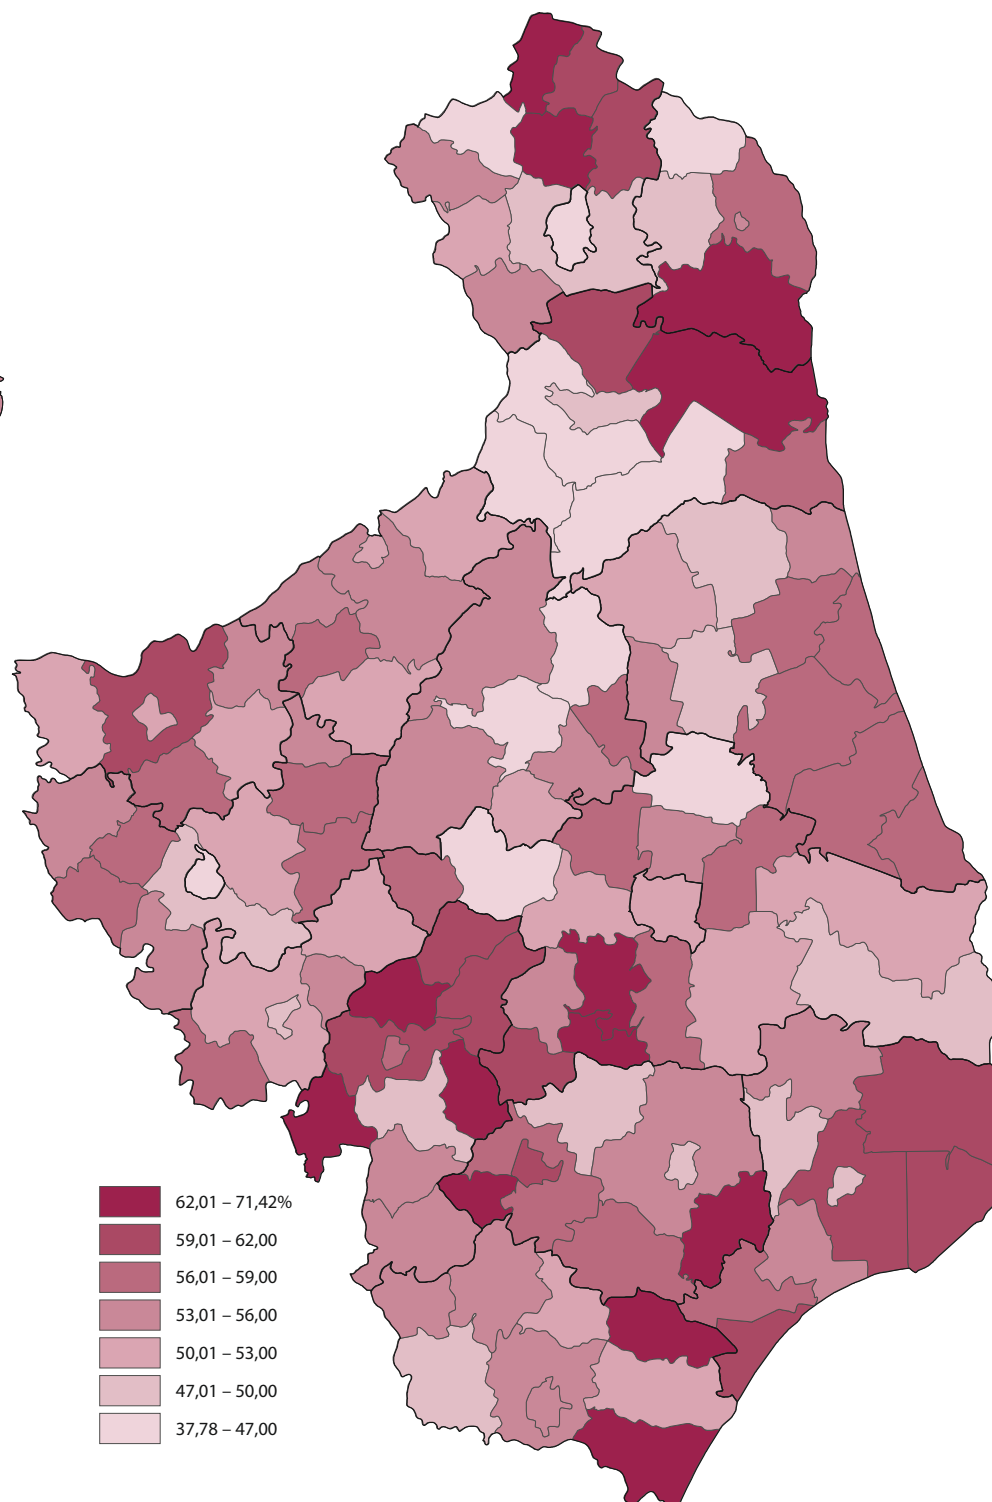 62,01 – 71,42%
59,01 – 62,00
56,01 – 59,00
53,01 – 56,00
50,01 – 53,00
47,01 – 50,00
37,78 – 47,00